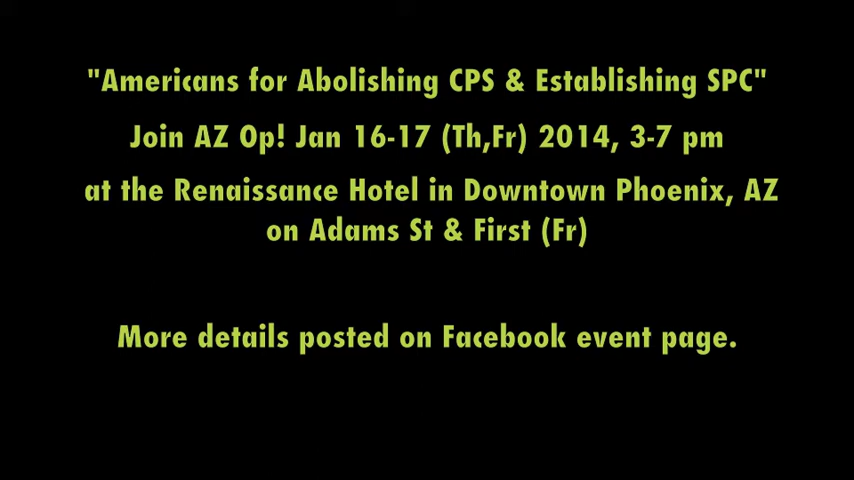 "Americans for Abolishing CPS & Establishing SPC"
Join AZ Op! Jan 16-17 (Th,Fr) 2014, 3-7 pm
at the Renaissance Hotel in Downtown Phoenix, AZ
on Adams St & First (Fr)
More details posted on Facebook event page.